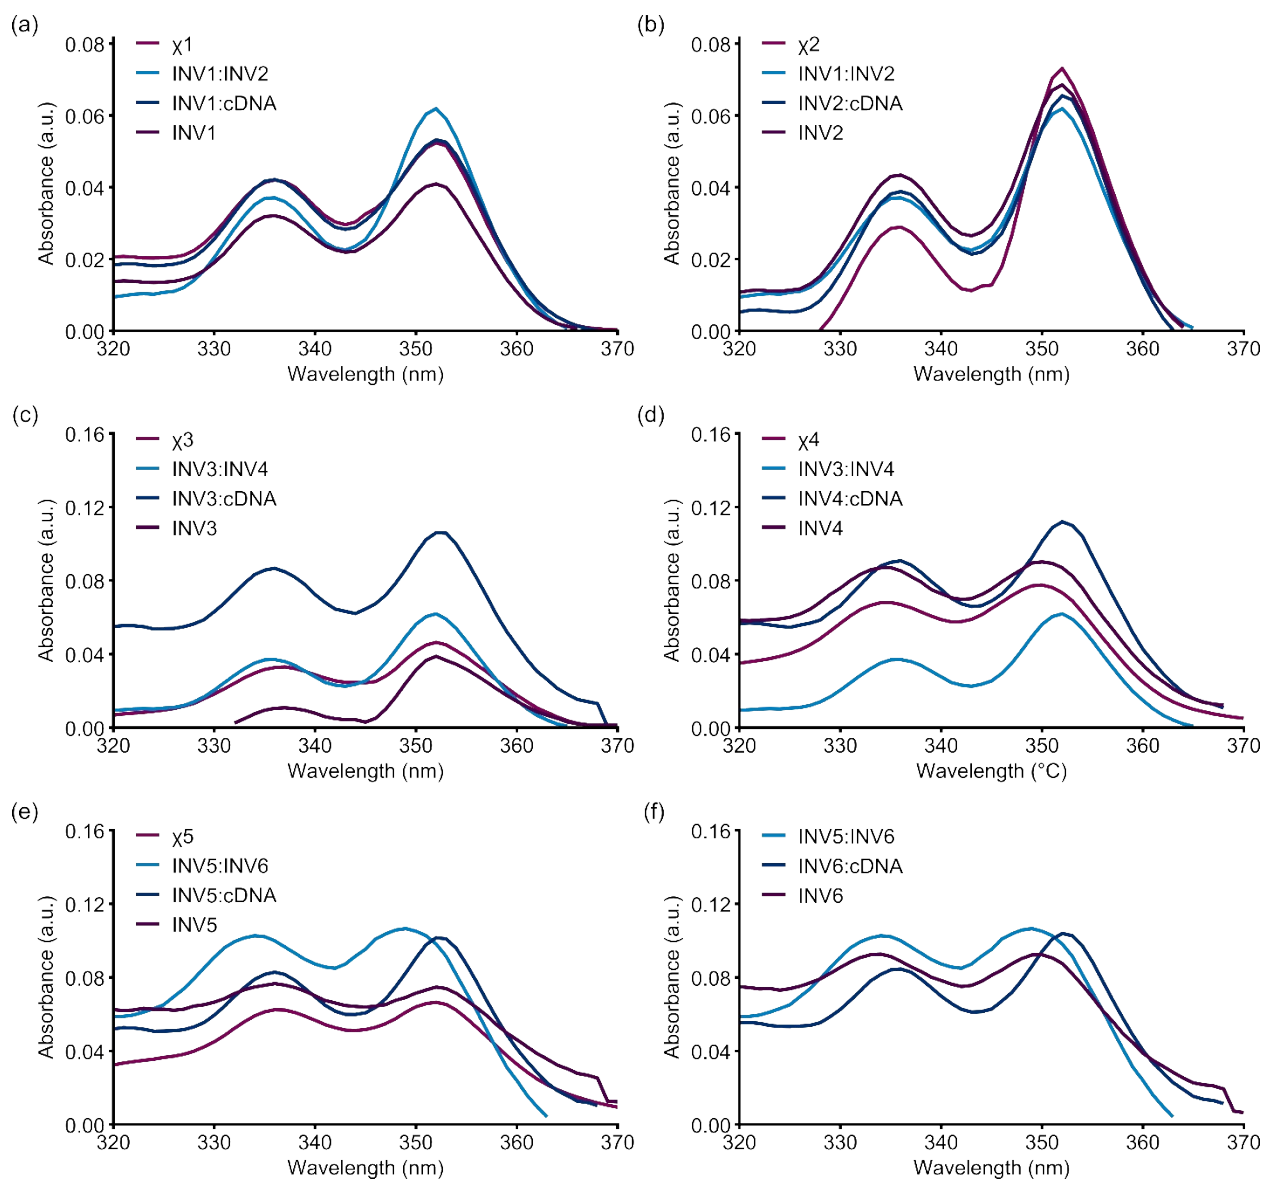 (a)
χ1
INV1:INV2
INV1:cDNA
INV1
Absorbance (a.u.)
0.08
0.06
0.04
0.02
0.00
320 330 340 350 360 370
Wavelength (nm)
(b)
χ2
INV1:INV2
INV2:cDNA
INV2
Absorbance (a.u.)
0.08
0.06
0.04
0.02
0.00
320 330 340 350 360 370
Wavelength (nm)
(c)
χ3
INV3:INV4
INV3:cDNA
INV3
Absorbance (a.u.)
0.16
0.12
0.08
0.04
0.00
320 330 340 350 360 370
Wavelength (nm)
(d)
χ4
INV3:INV4
INV4:cDNA
INV4
Absorbance (a.u.)
0.16
0.12
0.08
0.04
0.00
320 330 340 350 360 370
Wavelength (°C)
(e)
χ5
INV5:INV6
INV5:cDNA
INV5
Absorbance (a.u.)
0.16
0.12
0.08
0.04
0.00
320 330 340 350 360 370
Wavelength (nm)
(f)
INV5:INV6
INV6:cDNA
INV6
Absorbance (a.u.)
0.16
0.12
0.08
0.04
0.00
320 330 340 350 360 370
Wavelength (nm)